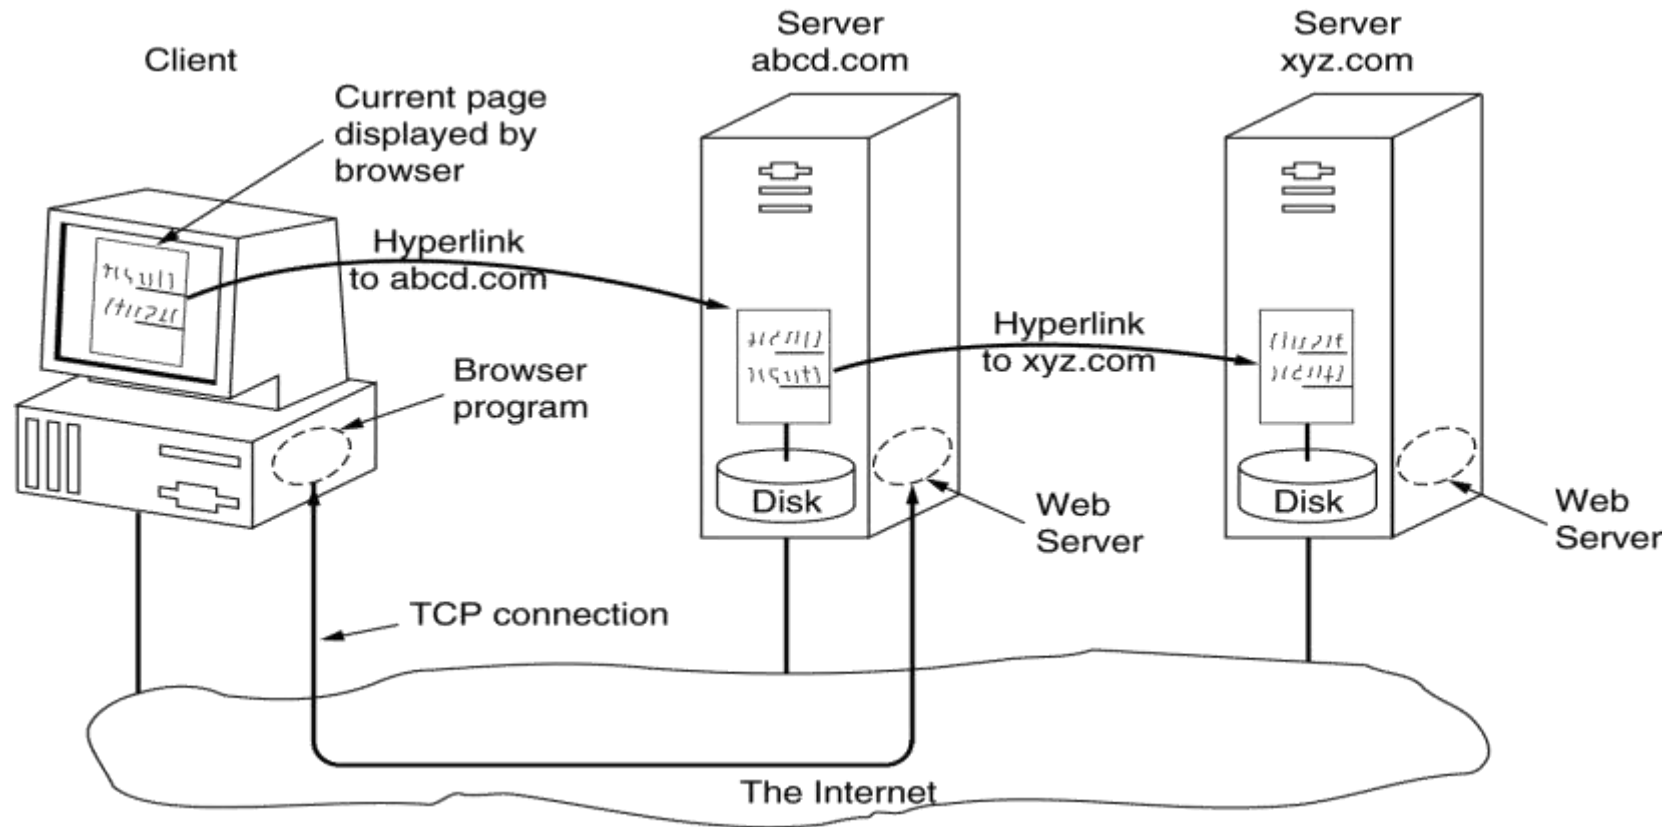 Client
Server
abcd.com
Server
xyz.com
Current page
displayed by
browser
Hyperlink
to abcd.com
Hyperlink
to xyz.com
Browser
program
Disk
Web
Server
Disk
Web
Server
TCP connection
The Internet